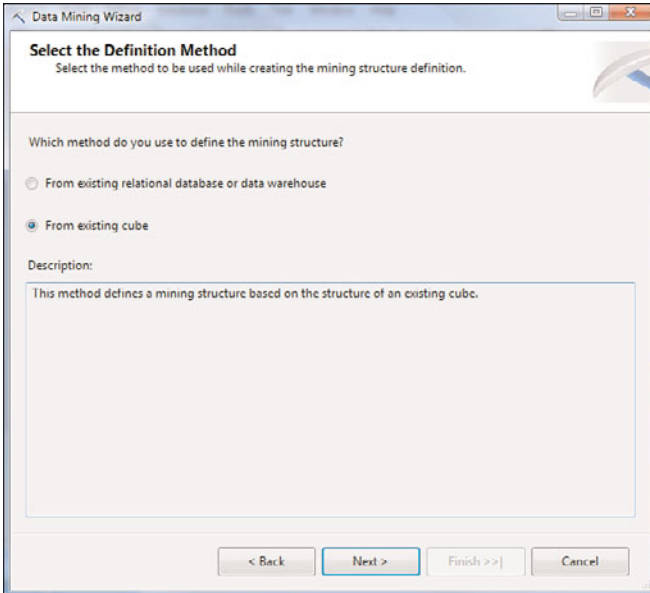 Data Mining Wizard
Select the Definition Method
Select the method to be used while creating the mining structure definition.
Which method do you use to define the mining structure?
From existing relational database or data warehouse
From existing cube
Description:
This method defines a mining structure based on the structure of an existing cube.
< Back
Next >
Finish >>|
Cancel